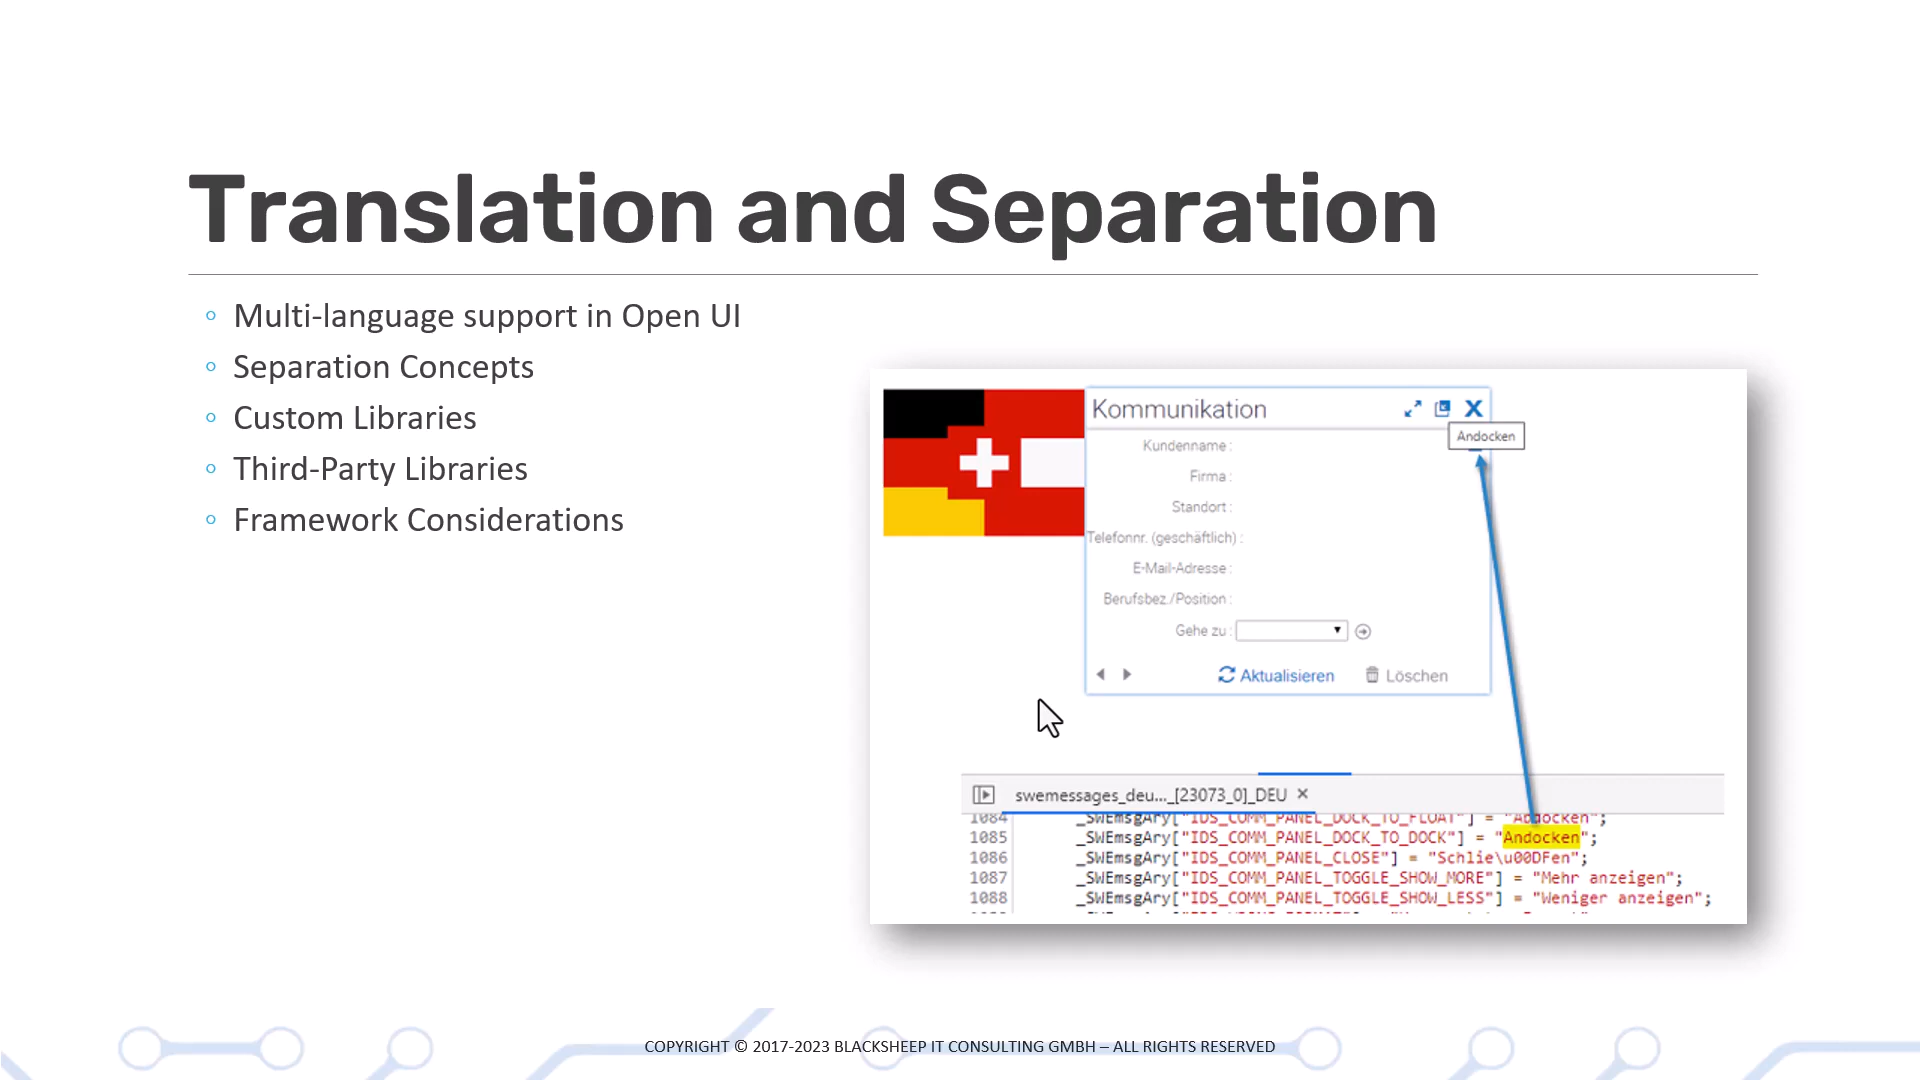 Translation and Separation
◦ Multi-language support in Open UI
◦ Separation Concepts
◦ Custom Libraries
◦ Third-Party Libraries
◦ Framework Considerations
Kommunikation
Andocken
Kundenname :
Firma :
Standort :
Telefonnr. (geschäftlich) :
E-Mail-Adresse :
Berufsbez./Position :
Gehe zu :
Aktualisieren Löschen
swemessages_deu..._[23073_0]_DEU ×
1084 _SWEmsgAry["IDS_COMM_PANEL_DOCK_TO_FLOAT"] = "Abdocken";
1085 _SWEmsgAry["IDS_COMM_PANEL_DOCK_TO_DOCK"] = "Andocken";
1086 _SWEmsgAry["IDS_COMM_PANEL_CLOSE"] = "Schlie\u00DFen";
1087 _SWEmsgAry["IDS_COMM_PANEL_TOGGLE_SHOW_MORE"] = "Mehr anzeigen";
1088 _SWEmsgAry["IDS_COMM_PANEL_TOGGLE_SHOW_LESS"] = "Weniger anzeigen";
COPYRIGHT © 2017-2023 BLACKSHEEP IT CONSULTING GMBH – ALL RIGHTS RESERVED